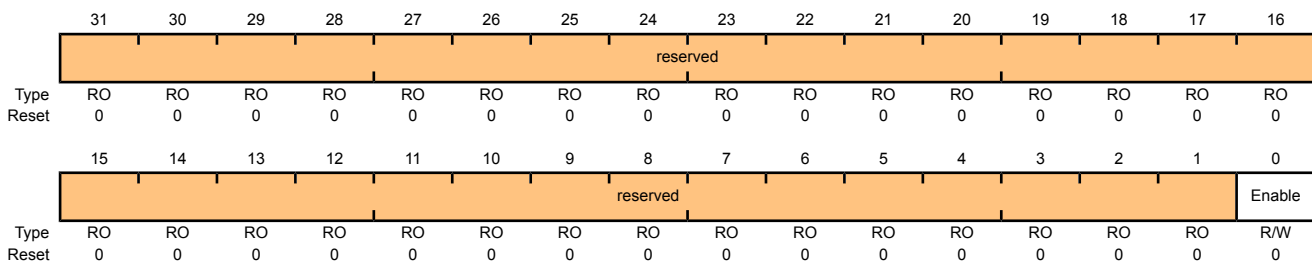 31 30 29 28 27 26 25 24 23 22 21 20 19 18 17 16
reserved
Type RO RO RO RO RO RO RO RO RO RO RO RO RO RO RO RO
Reset 0 0 0 0 0 0 0 0 0 0 0 0 0 0 0 0
15 14 13 12 11 10 9 8 7 6 5 4 3 2 1 0
reserved Enable
Type RO RO RO RO RO RO RO RO RO RO RO RO RO RO RO R/W
Reset 0 0 0 0 0 0 0 0 0 0 0 0 0 0 0 0